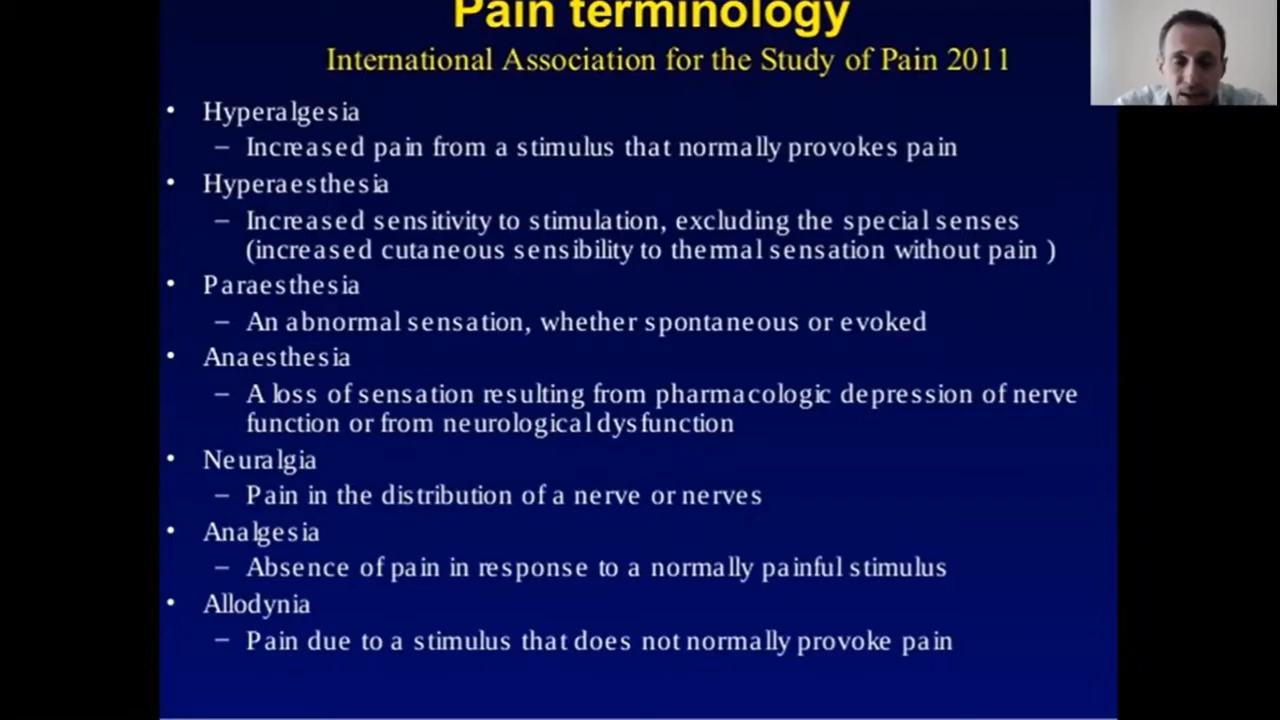 Pain terminology
International Association for the Study of Pain 2011
• Hyperalgesia
– Increased pain from a stimulus that normally provokes pain
• Hyperaesthesia
– Increased sensitivity to stimulation, excluding the special senses
(increased cutaneous sensibility to thermal sensation without pain )
• Paraesthesia
– An abnormal sensation, whether spontaneous or evoked
• Anaesthesia
– A loss of sensation resulting from pharmacologic depression of nerve
function or from neurological dysfunction
• Neuralgia
– Pain in the distribution of a nerve or nerves
• Analgesia
– Absence of pain in response to a normally painful stimulus
• Allodynia
– Pain due to a stimulus that does not normally provoke pain